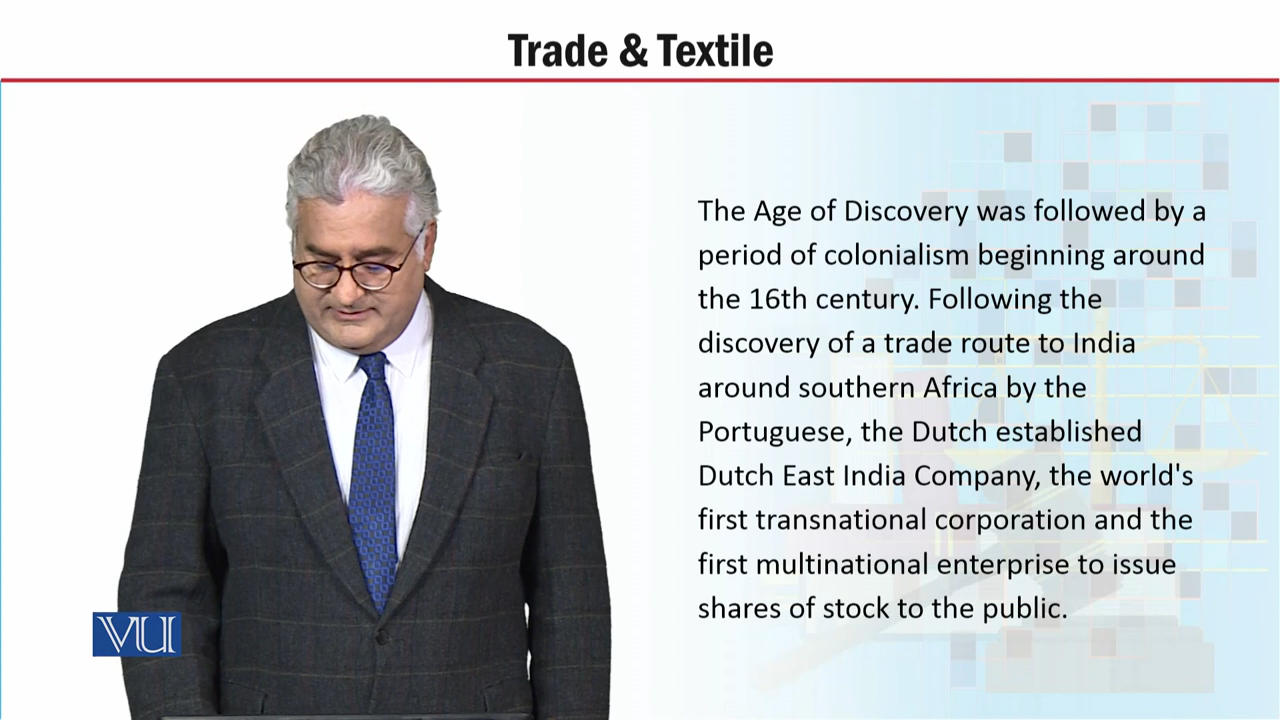 Trade & Textile
The Age of Discovery was followed by a
period of colonialism beginning around
the 16th century. Following the
discovery of a trade route to India
around southern Africa by the
Portuguese, the Dutch established
Dutch East India Company, the world's
first transnational corporation and the
first multinational enterprise to issue
shares of stock to the public.
VU